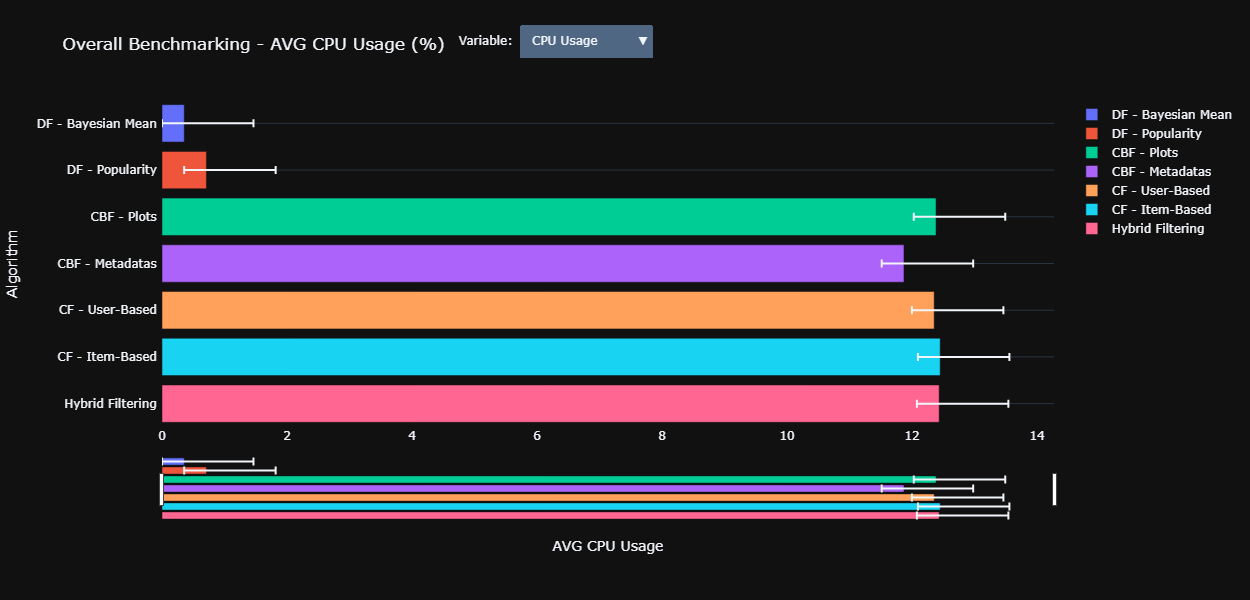 Overall Benchmarking - AVG CPU Usage (%)
Variable:
CPU Usage
Algorithm
DF - Bayesian Mean
DF - Popularity
CBF - Plots
CBF - Metadatas
CF - User-Based
CF - Item-Based
Hybrid Filtering
0 2 4 6 8 10 12 14
AVG CPU Usage
DF - Bayesian Mean
DF - Popularity
CBF - Plots
CBF - Metadatas
CF - User-Based
CF - Item-Based
Hybrid Filtering